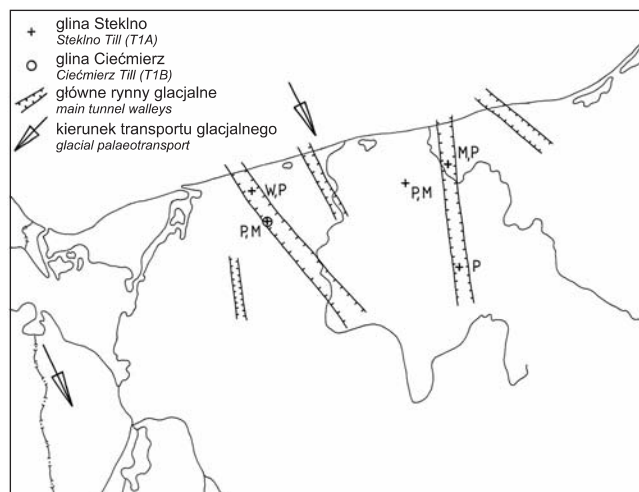 glina Steklno
Steklno Till (T1A)
glina Ciećmierz
Ciećmierz Till (T1B)
główne rynny glacjalne
main tunnel walleys
kierunek transportu glacjalnego
glacial palaeotransport
M,P
W,P
P,M
P,M
P